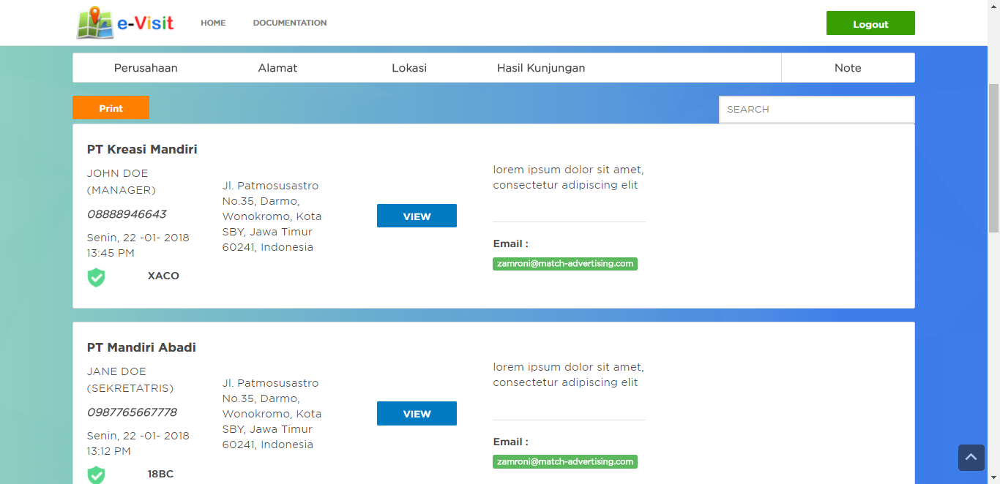 e-Visit
HOME
DOCUMENTATION
Logout
Perusahaan
Alamat
Lokasi
Hasil Kunjungan
Note
Print
SEARCH
PT Kreasi Mandiri
JOHN DOE
(MANAGER)
08888946643
Senin, 22 -01- 2018
13:45 PM
XACO
Jl. Patmosusastro
No.35, Darmo,
Wonokromo, Kota
SBY, Jawa Timur
60241, Indonesia
VIEW
lorem ipsum dolor sit amet,
consectetur adipiscing elit
Email :
zamroni@match-advertising.com
PT Mandiri Abadi
JANE DOE
(SEKRETATRIS)
0987765667778
Senin, 22 -01- 2018
13:12 PM
18BC
Jl. Patmosusastro
No.35, Darmo,
Wonokromo, Kota
SBY, Jawa Timur
60241, Indonesia
VIEW
lorem ipsum dolor sit amet,
consectetur adipiscing elit
Email :
zamroni@match-advertising.com